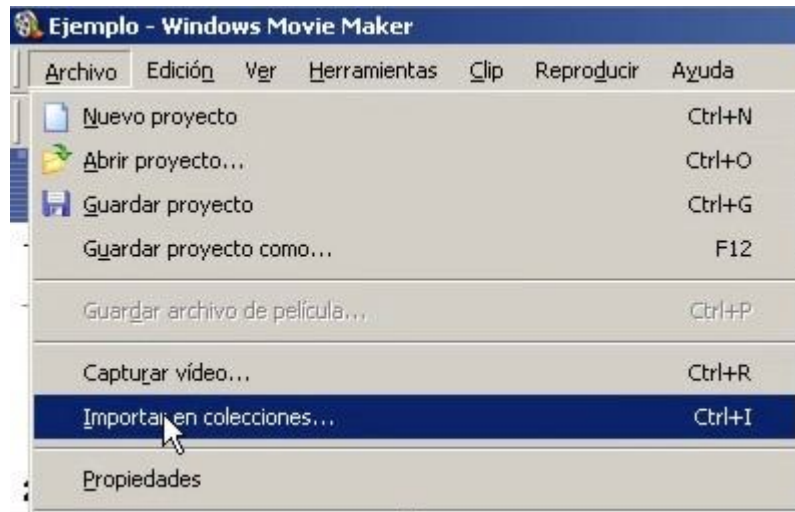 Ejemplo - Windows Movie Maker
Archivo Edición Ver Herramientas Clip Reproducir Ayuda
Nuevo proyecto Ctrl+N
Abrir proyecto... Ctrl+O
Guardar proyecto Ctrl+G
Guardar proyecto como... F12
Guardar archivo de película... Ctrl+P
Capturar vídeo... Ctrl+R
Importar en colecciones... Ctrl+I
Propiedades